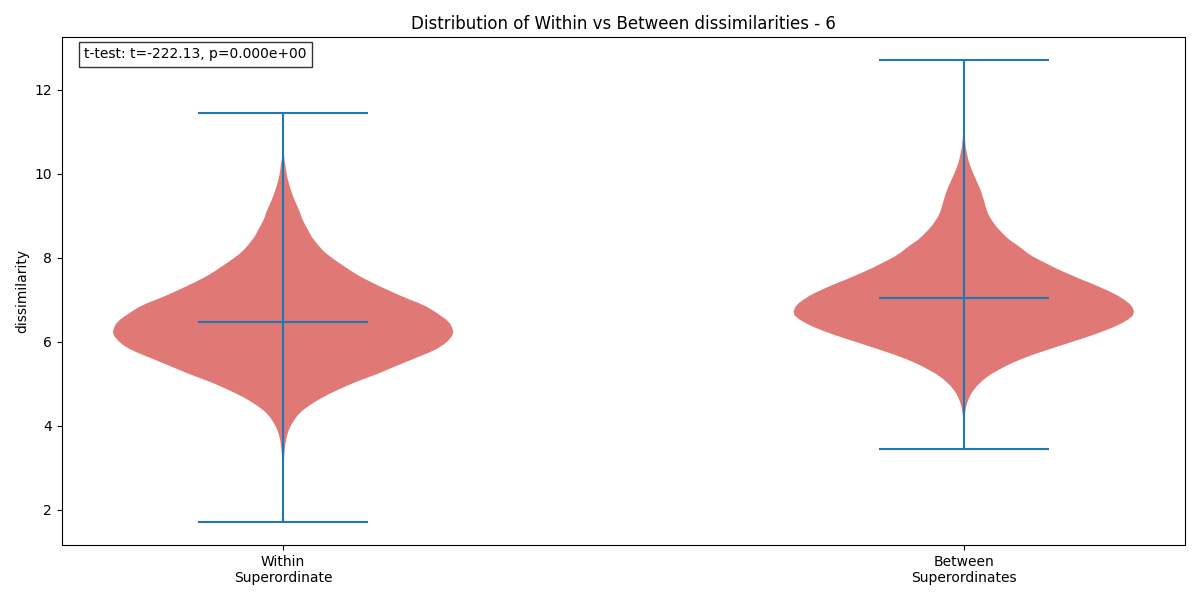 Distribution of Within vs Between dissimilarities - 6
t-test: t=-222.13, p=0.000e+00
12
10
8
6
4
2
dissimilarity
Within
Superordinate
Between
Superordinates